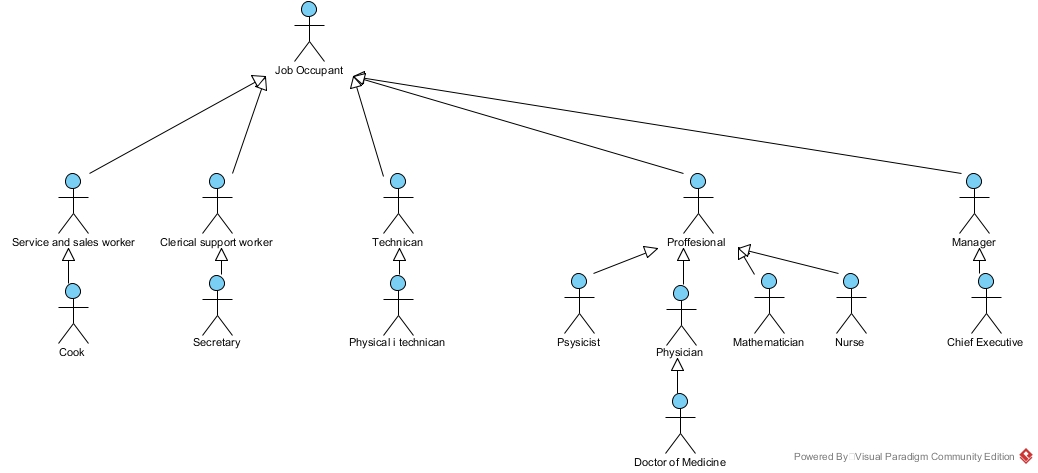 Job Occupant
Service and sales worker
Clerical support worker
Technican
Proffesional
Manager
Cook
Secretary
Physical i technican
Psysicist
Physician
Mathematician
Nurse
Chief Executive
Doctor of Medicine
Powered By Visual Paradigm Community Edition